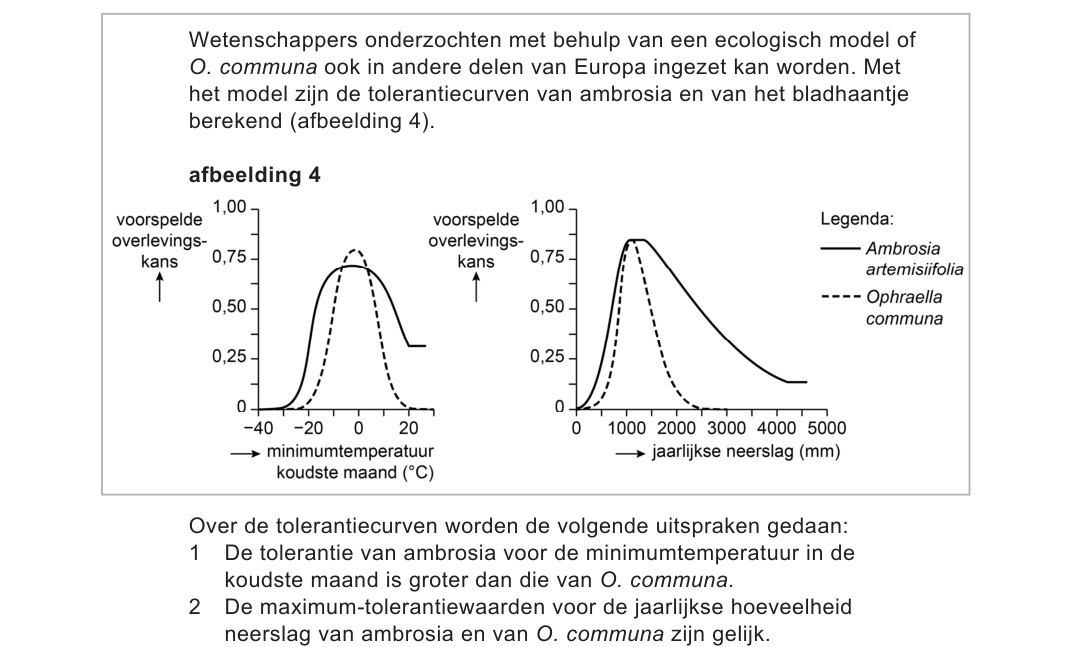 Wetenschappers onderzochten met behulp van een ecologisch model of
O. communa ook in andere delen van Europa ingezet kan worden. Met
het model zijn de tolerantiecurven van ambrosia en van het bladhaantje
berekend (afbeelding 4).
afbeelding 4
voorspelde
overlevings-
kans
1,00
0,75
0,50
0,25
0
−40 −20 0 20
minimumtemperatuur
koudste maand (°C)
voorspelde
overlevings-
kans
1,00
0,75
0,50
0,25
0
0 1000 2000 3000 4000 5000
jaarlijkse neerslag (mm)
Legenda:
Ambrosia
artemisiifolia
Ophraella
communa
Over de tolerantiecurven worden de volgende uitspraken gedaan:
1 De tolerantie van ambrosia voor de minimumtemperatuur in de
koudste maand is groter dan die van O. communa.
2 De maximum-tolerantiewaarden voor de jaarlijkse hoeveelheid
neerslag van ambrosia en van O. communa zijn gelijk.